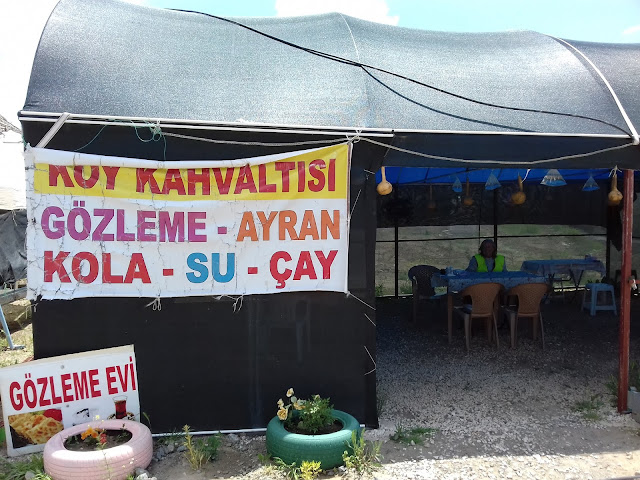 KÖY KAHVALTISI
GÖZLEME - AYRAN
KOLA - SU - ÇAY
GÖZLEME EVİ